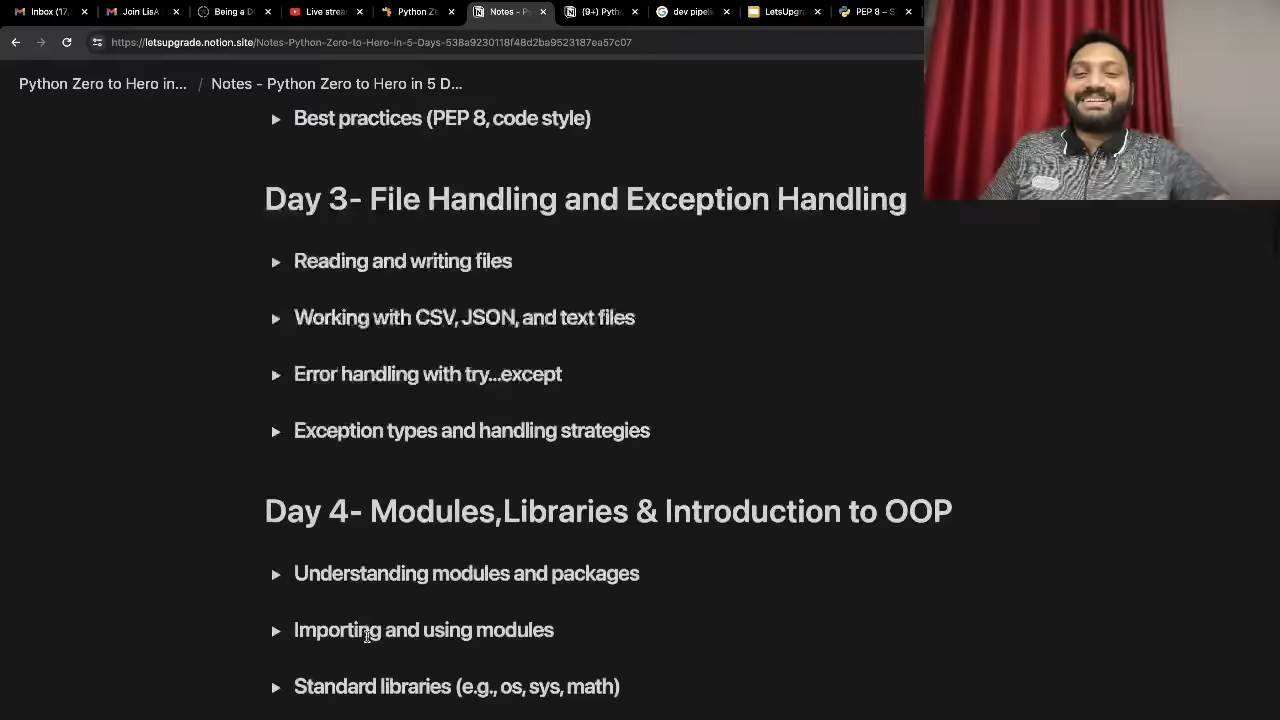 Inbox (17,
Join LisA
Being a D
Live strea
Python Ze
Notes - Py
(9+) Pyth
dev pipeli
LetsUpgra
PEP 8 – S
https://letsupgrade.notion.site/Notes-Python-Zero-to-Hero-in-5-Days-538a9230118f48d2ba9523187ea57c07
Python Zero to Hero in... / Notes - Python Zero to Hero in 5 D...
Best practices (PEP 8, code style)
Day 3- File Handling and Exception Handling
Reading and writing files
Working with CSV, JSON, and text files
Error handling with try...except
Exception types and handling strategies
Day 4- Modules,Libraries & Introduction to OOP
Understanding modules and packages
Importing and using modules
Standard libraries (e.g., os, sys, math)